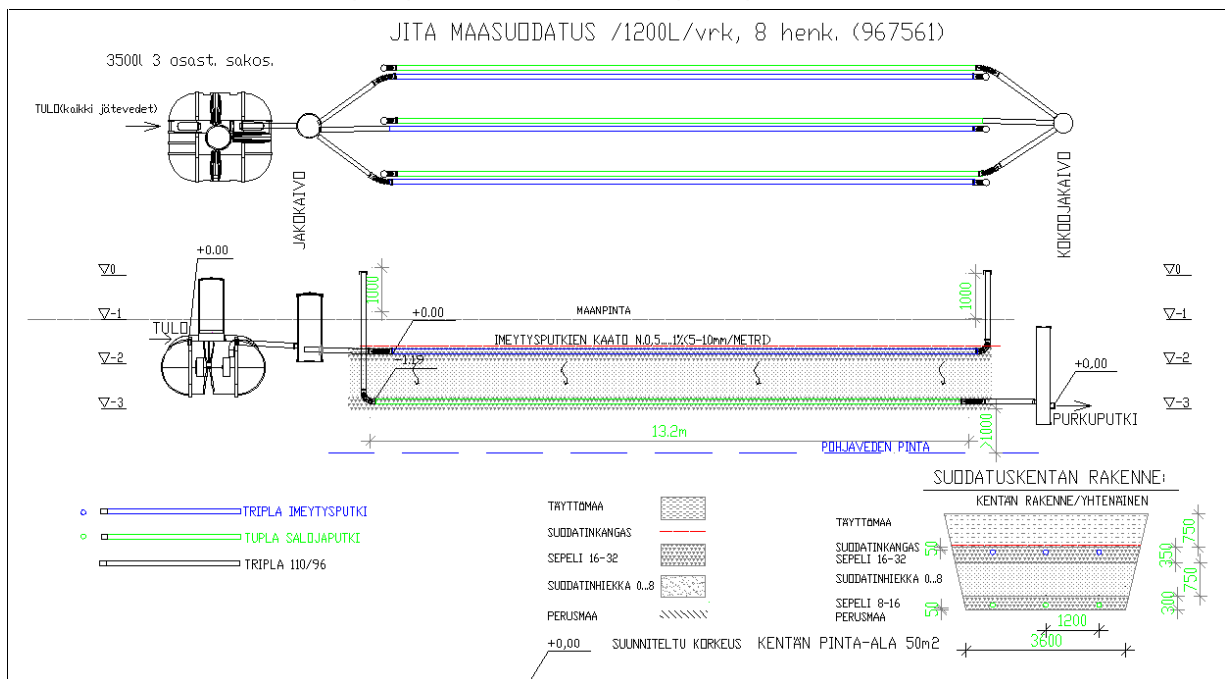 JITA MAASUODATUS /1200L/vrk, 8 henk. (967561)
3500l 3 asast. sakos.
TULO(kaikki jätevedet)
JAKOKAIVO
KOKOOJAKAIVO
+0.00
▽0
▽-1
▽-2
▽-3
TULO
1000
+0.00
MAANPINTA
IMEYTYSPUTKIEN KAATO N.0,5...1%(5-10mm/METRI)
-1.19
1000
▽0
▽-1
▽-2
▽-3
+0,00
PURKUPUTKI
13.2m
>1000
POHJAVEDEN PINTA
TRIPLA IMEYTYSPUTKI
TUPLA SALOJAPUTKI
TRIPLA 110/96
TÄYTTÖMAA
SUODATINKANGAS
SEPELI 16-32
SUODATINHIEKKA 0...8
PERUSMAA
+0,00 SUUNNITELTU KORKEUS
KENTÄN PINTA-ALA 50m2
SUODATUSKENTAN RAKENNE:
KENTÄN RAKENNE/YHTENÄINEN
TÄYTTÖMAA
SUODATINKANGAS
SEPELI 16-32
SUODATINHIEKKA 0...8
SEPELI 8-16
PERUSMAA
50
50
750
350
750
300
1200
3600